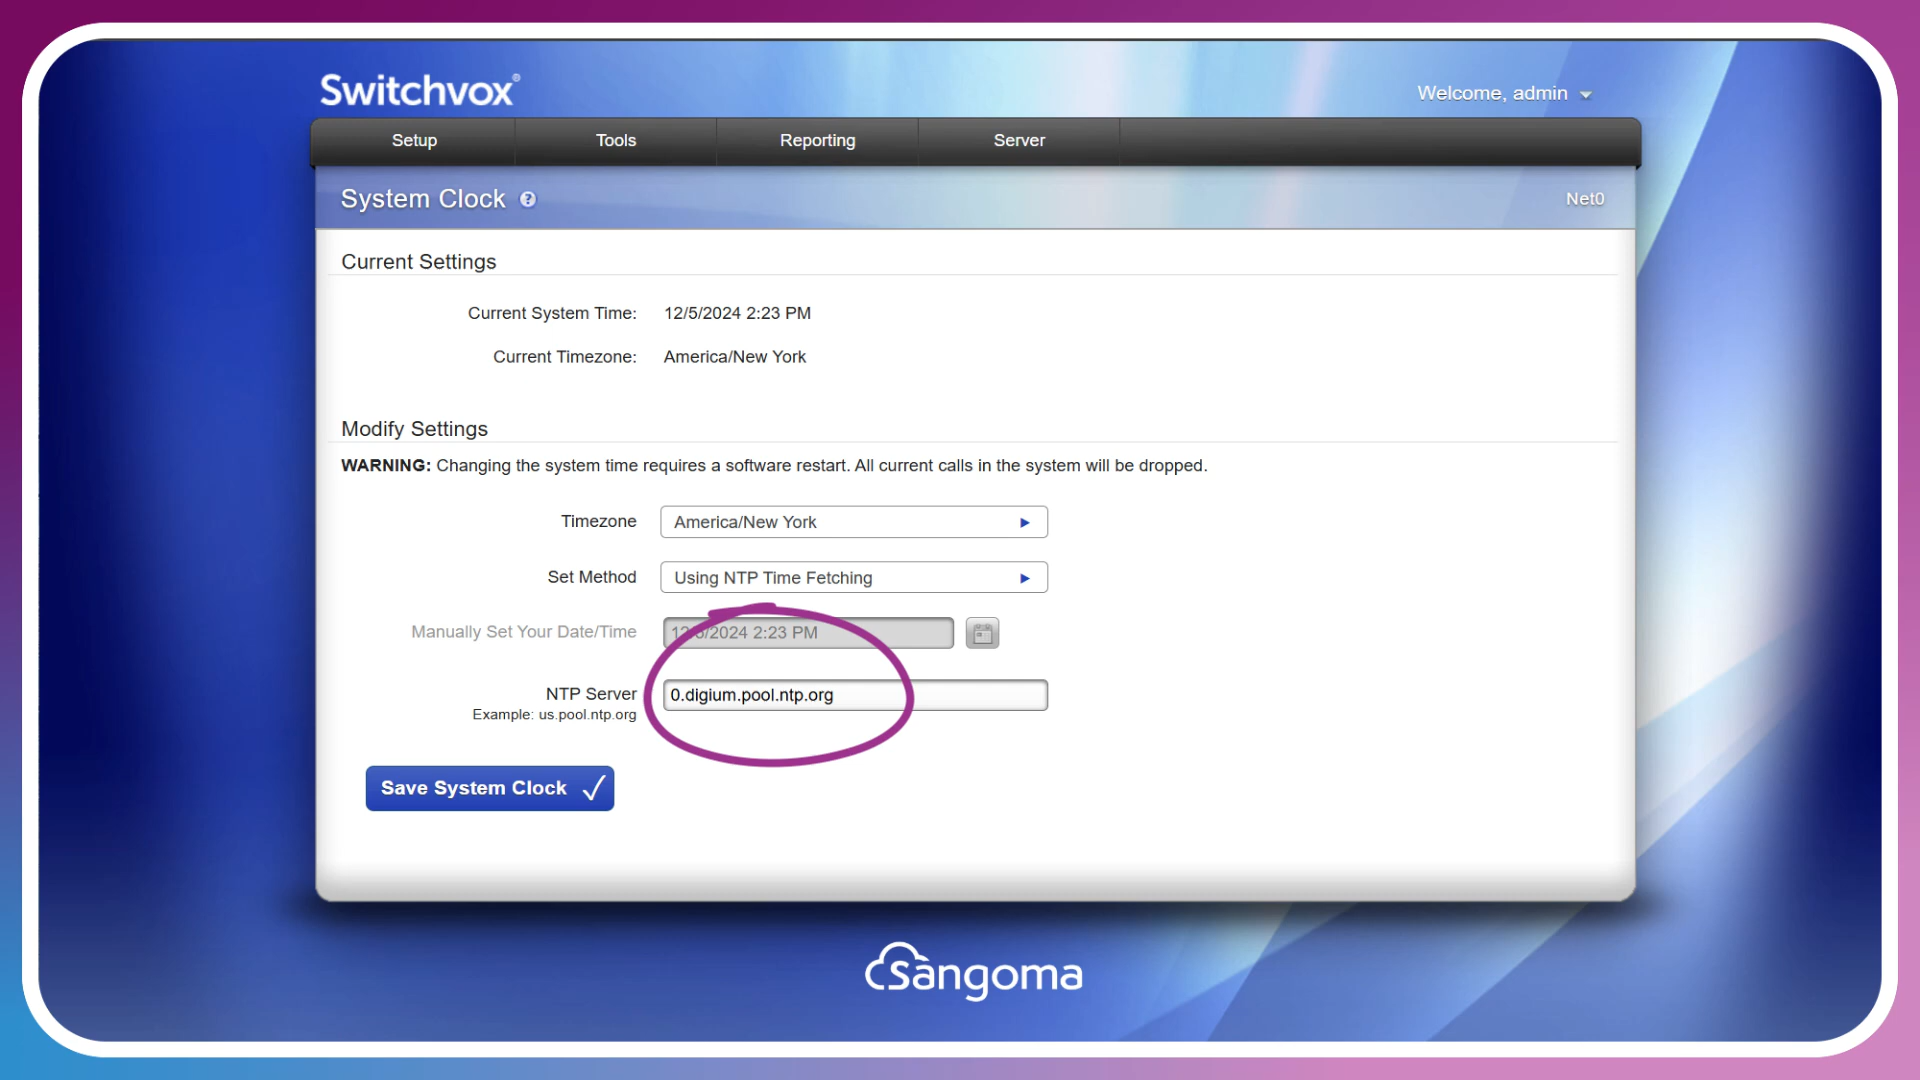 Switchvox®
Welcome, admin
Setup Tools Reporting Server
System Clock ?
Net0
Current Settings
Current System Time: 12/5/2024 2:23 PM
Current Timezone: America/New York
Modify Settings
WARNING: Changing the system time requires a software restart. All current calls in the system will be dropped.
Timezone America/New York
Set Method Using NTP Time Fetching
Manually Set Your Date/Time 12/5/2024 2:23 PM
NTP Server 0.digium.pool.ntp.org
Example: us.pool.ntp.org
Save System Clock
Sangoma